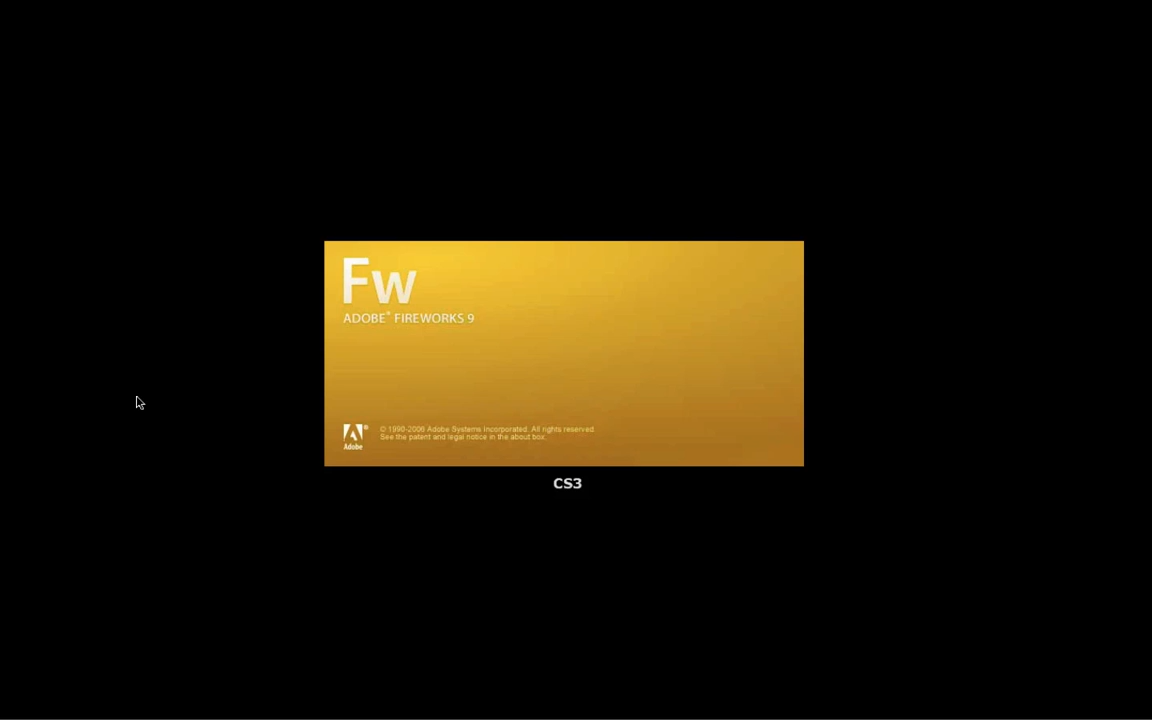 Fw
ADOBE® FIREWORKS 9
© 1990-2006 Adobe Systems Incorporated. All rights reserved.
See the patent and legal notice in the about box.
Adobe
CS3